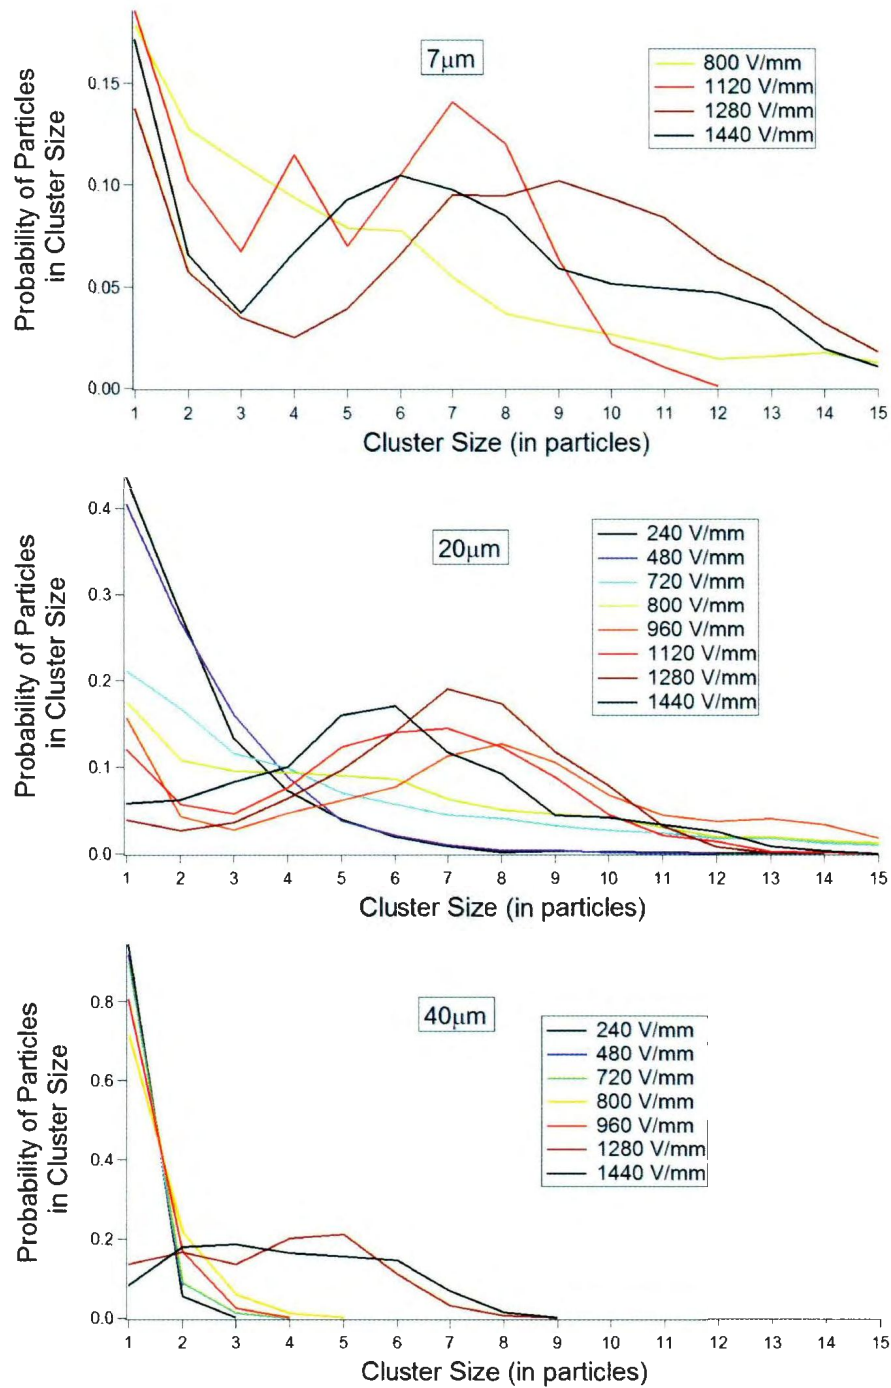 7μm
800 V/mm
1120 V/mm
1280 V/mm
1440 V/mm
Probability of Particles
in Cluster Size
0.15
0.10
0.05
0.00
1 2 3 4 5 6 7 8 9 10 11 12 13 14 15
Cluster Size (in particles)
20μm
240 V/mm
480 V/mm
720 V/mm
800 V/mm
960 V/mm
1120 V/mm
1280 V/mm
1440 V/mm
Probability of Particles
in Cluster Size
0.4
0.3
0.2
0.1
0.0
1 2 3 4 5 6 7 8 9 10 11 12 13 14 15
Cluster Size (in particles)
40μm
240 V/mm
480 V/mm
720 V/mm
800 V/mm
960 V/mm
1280 V/mm
1440 V/mm
Probability of Particles
in Cluster Size
0.8
0.6
0.4
0.2
0.0
1 2 3 4 5 6 7 8 9 10 11 12 13 14 15
Cluster Size (in particles)